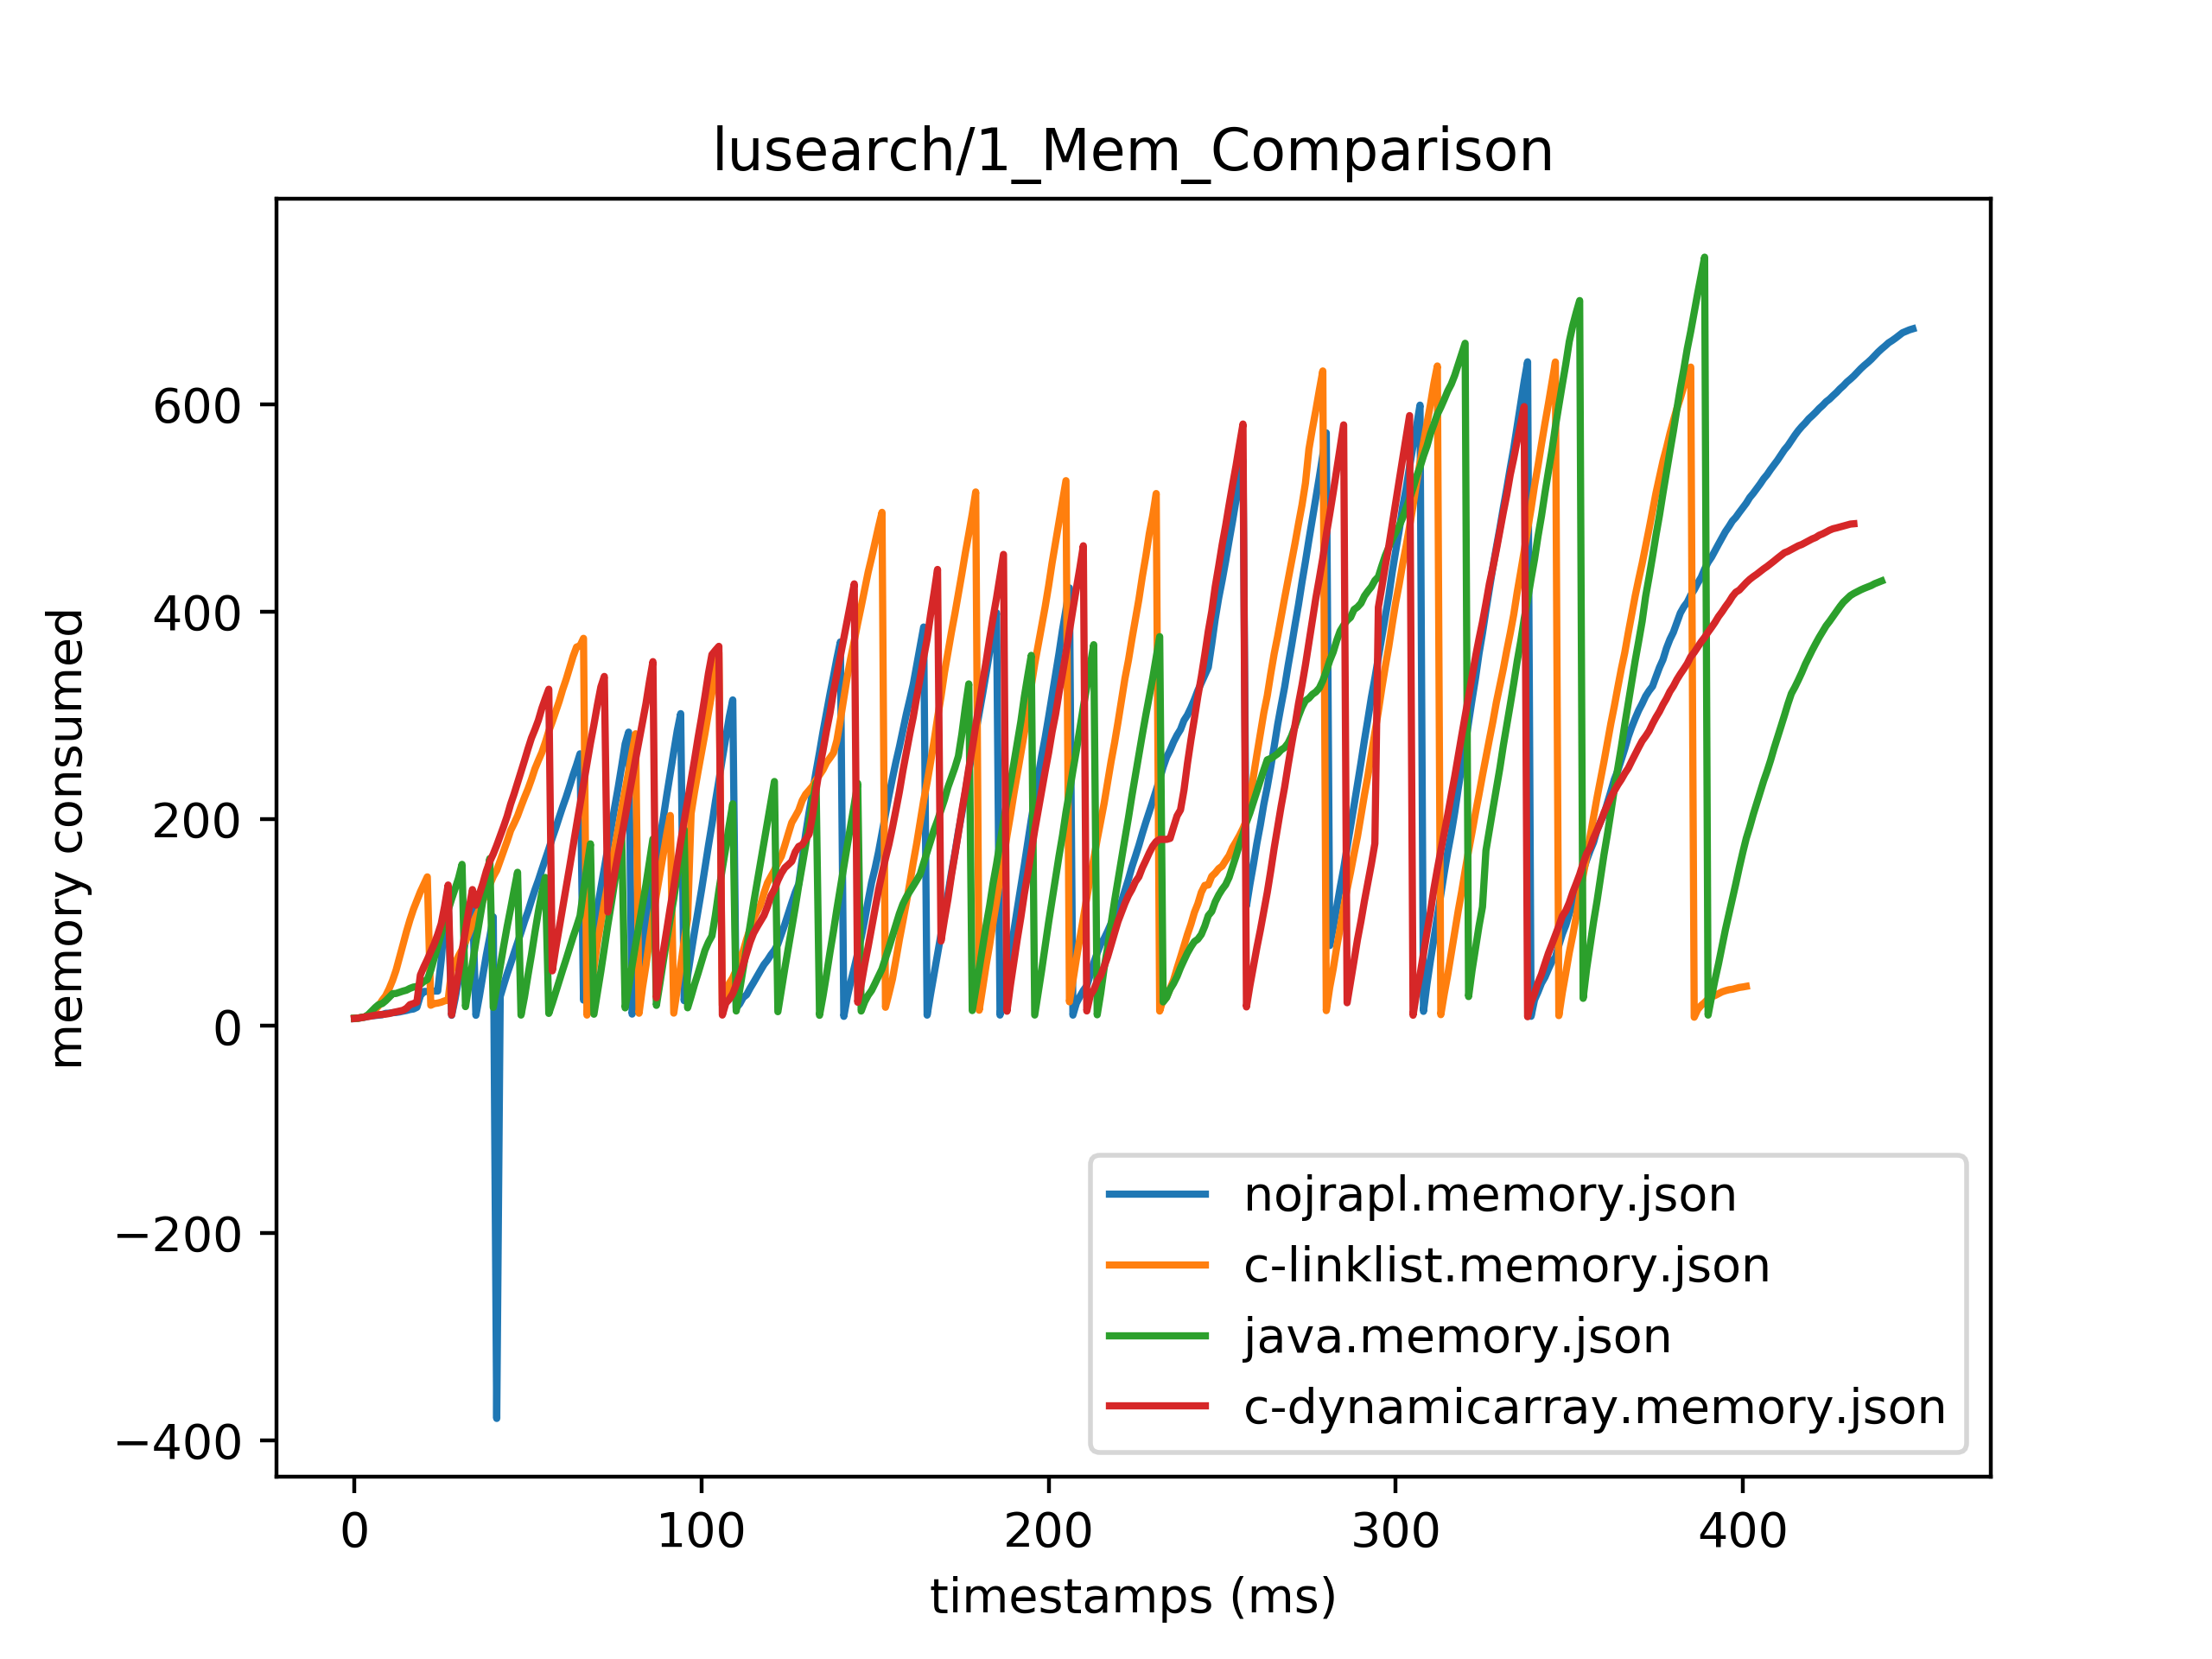 lusearch/1_Mem_Comparison
memory consumed
600
400
200
0
−200
−400
nojrapl.memory.json
c-linklist.memory.json
java.memory.json
c-dynamicarray.memory.json
0 100 200 300 400
timestamps (ms)